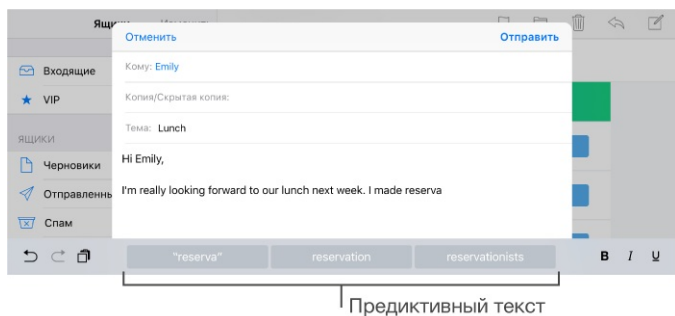 Отменить
Отправить
Кому: Emily
Копия/Скрытая копия:
Тема: Lunch
Hi Emily,
I'm really looking forward to our lunch next week. I made reserva
Ящи
Входящие
VIP
ЯЩИКИ
Черновики
Отправленнь
Спам
"reserva"
reservation
reservationists
B I U
Предиктивный текст